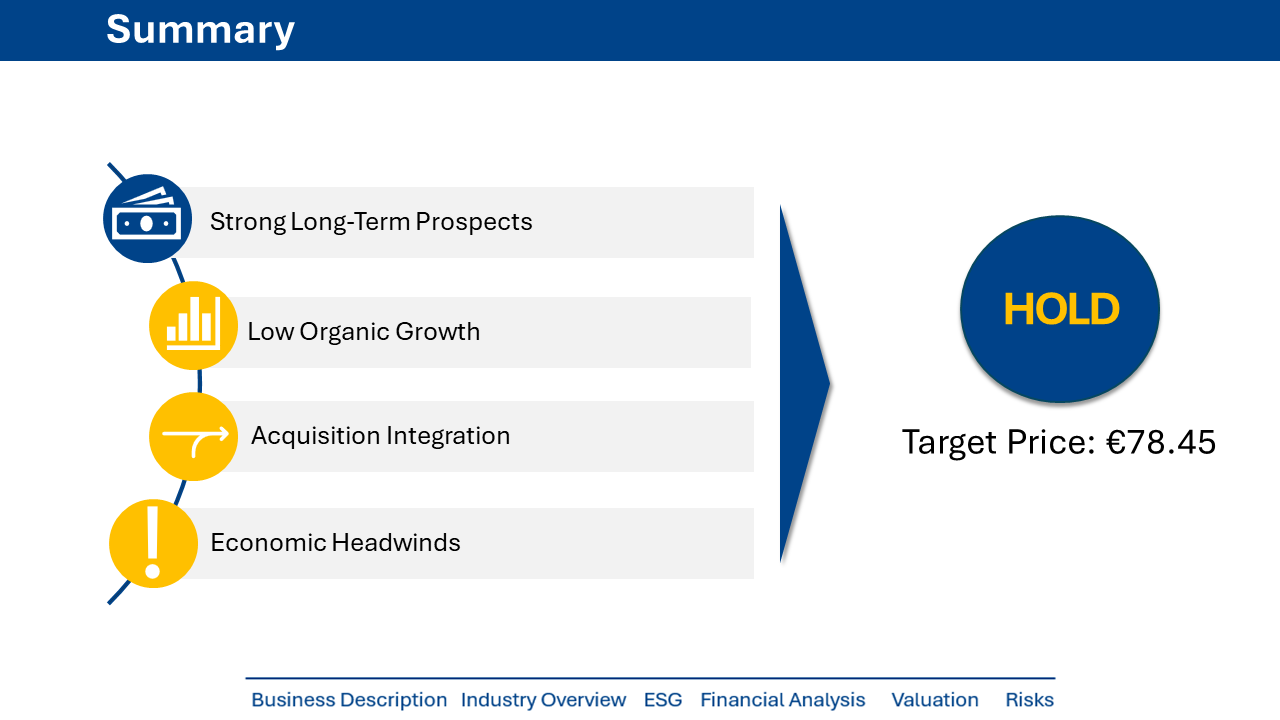 Summary
Strong Long-Term Prospects
Low Organic Growth
Acquisition Integration
Economic Headwinds
HOLD
Target Price: €78.45
Business Description Industry Overview ESG Financial Analysis Valuation Risks